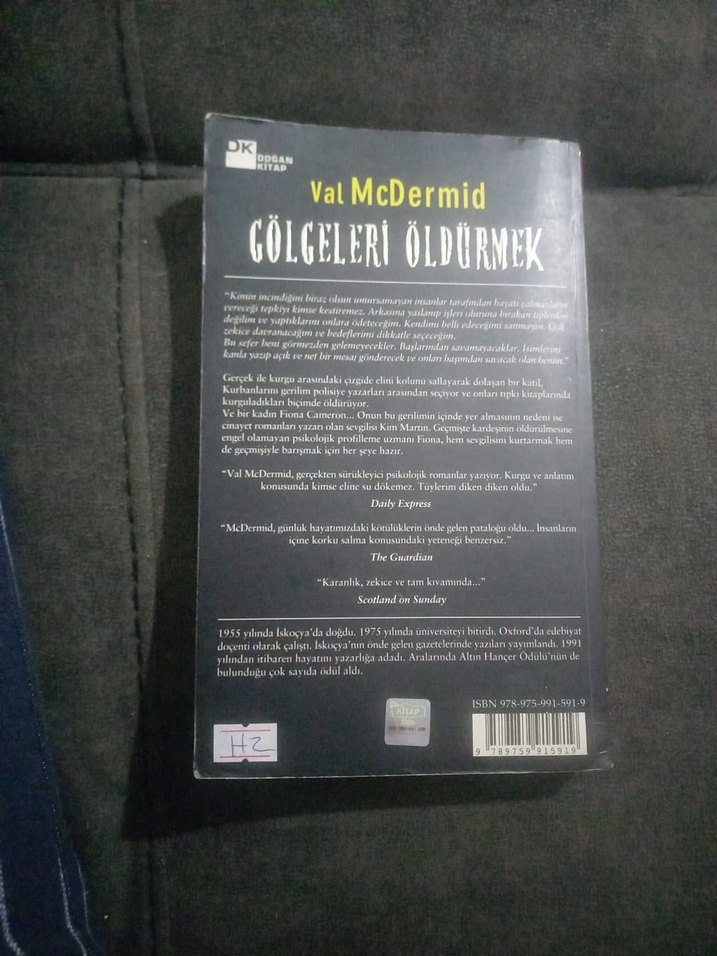 DK
DOĞAN
KİTAP
Val McDermid
GÖLGELERİ ÖLDÜRMEK
“Kimin incindiğini biraz olsun umursamayan insanlar tarafından hayatı çalınanların
vereceği tepkiyi kimse kestiremez. Arkasına yaslanıp işleri oluruna bırakan tiplerden
değilim ve yaptıklarını onlara ödeteceğim. Kendimi belli edeceğimi sanmayın. Çok
zekice davranacağım ve hedeflerimi dikkatle seçeceğim.
Bu sefer beni görmezden gelemeyecekler. Başlarından savamayacaklar. İsimlerini
kanla yazıp açık ve net bir mesaj gönderecek ve onları başımdan savacak olan benim.”
Gerçek ile kurgu arasındaki çizgide elini kolunu sallayarak dolaşan bir katil,
Kurbanlarını gerilim polisiye yazarları arasından seçiyor ve onları tıpkı kitaplarında
kurguladıkları biçimde öldürüyor.
Ve bir kadın Fiona Cameron... Onun bu gerilimin içinde yer almasının nedeni ise
cinayet romanları yazarı olan sevgilisi Kim Martin. Geçmişte kardeşinin öldürülmesine
engel olamayan psikolojik profilleme uzmanı Fiona, hem sevgilisini kurtarmak hem
de geçmişiyle barışmak için her şeye hazır.
“Val McDermid, gerçekten sürükleyici psikolojik romanlar yazıyor. Kurgu ve anlatım
konusunda kimse eline su dökemez. Tüylerim diken diken oldu.”
Daily Express
“McDermid, günlük hayatımızdaki kötülüklerin önde gelen pataloğu oldu... İnsanların
içine korku salma konusundaki yeteneği benzersiz.”
The Guardian
“Karanlık, zekice ve tam kıvamında...”
Scotland on Sunday
1955 yılında İskoçya’da doğdu. 1975 yılında üniversiteyi bitirdi. Oxford’da edebiyat
doçenti olarak çalıştı. İskoçya’nın önde gelen gazetelerinde yazıları yayımlandı. 1991
yılından itibaren hayatını yazarlığa adadı. Aralarında Altın Hançer Ödülü’nün de
bulunduğu çok sayıda ödül aldı.
ISBN 978-975-991-591-9
KİTAP
H2
9 789759 915919